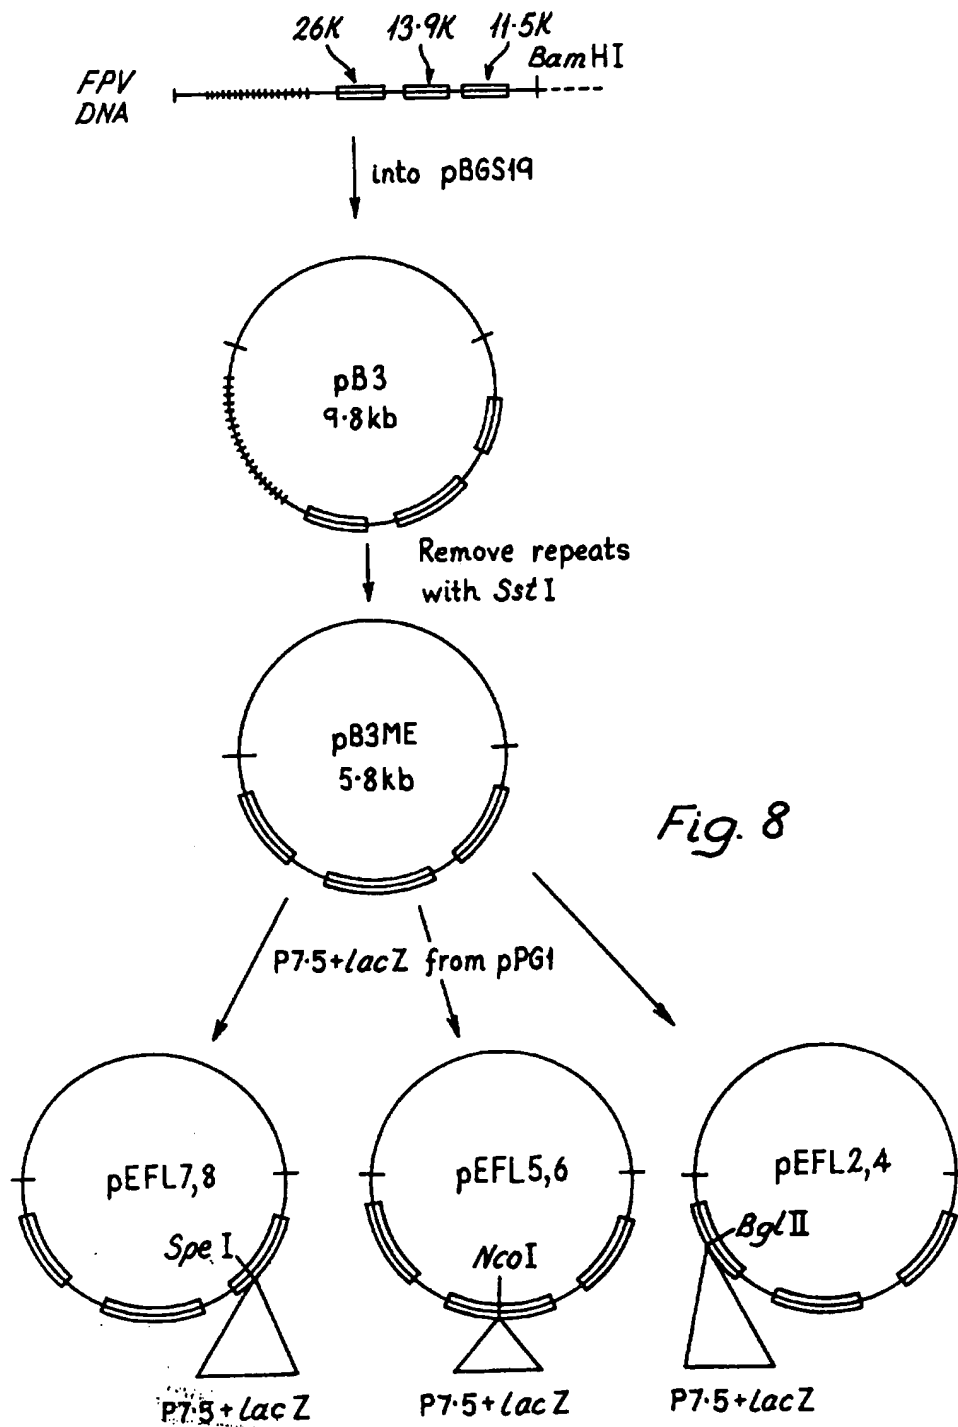 26K 13·9K 11·5K
BamHI
FPV
DNA
into pBGS19
pB3
9·8kb
Remove repeats
with SstI
pB3ME
5·8kb
Fig. 8
P7·5+lacZ from pPG1
pEFL7,8
pEFL5,6
pEFL2,4
SpeI
NcoI
BglII
P7·5+lacZ
P7·5+lacZ
P7·5+lacZ